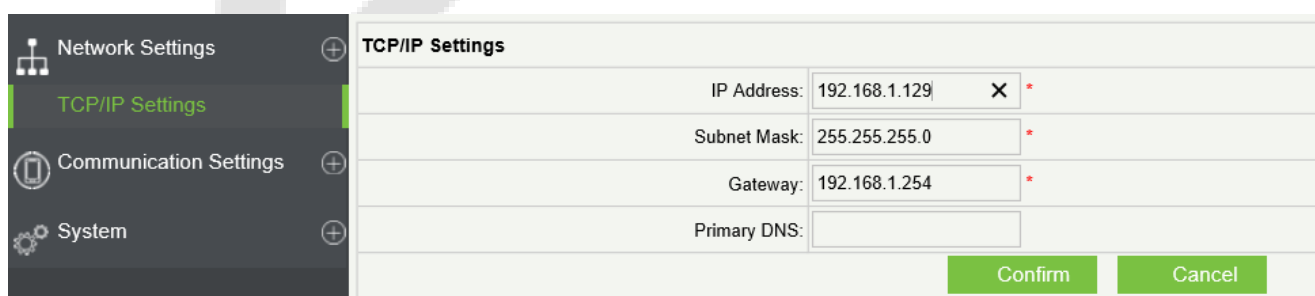 Network Settings
TCP/IP Settings
Communication Settings
System
TCP/IP Settings
IP Address: 192.168.1.129 *
Subnet Mask: 255.255.255.0 *
Gateway: 192.168.1.254 *
Primary DNS:
Confirm Cancel